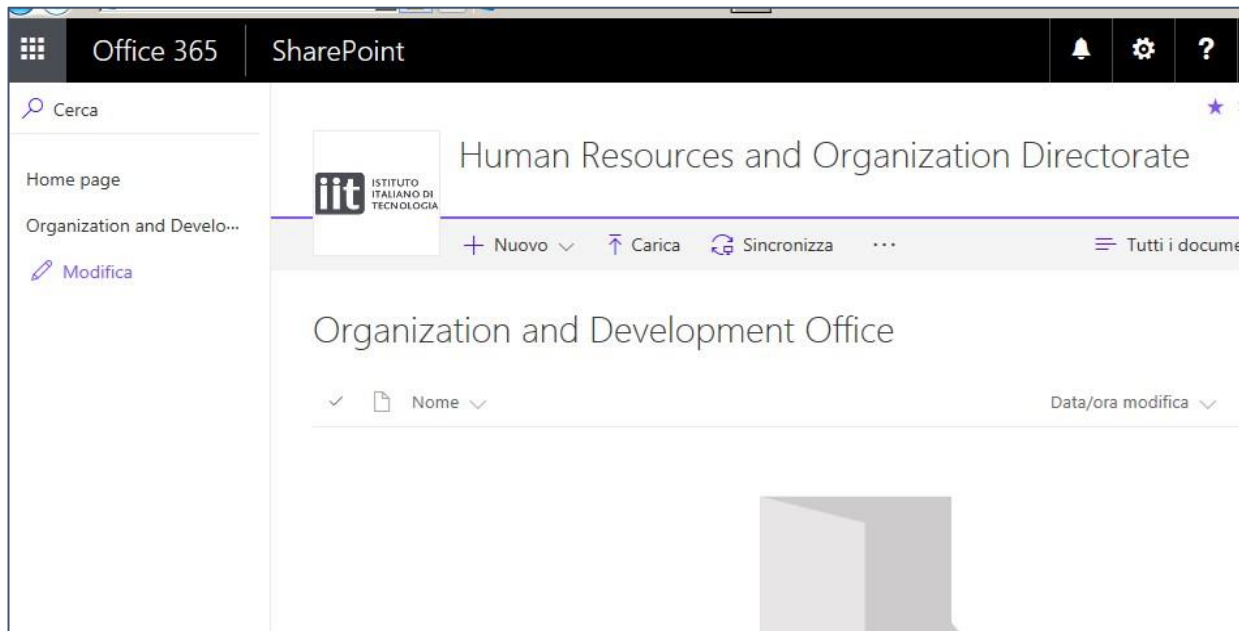 Office 365 SharePoint ?
Cerca
Human Resources and Organization Directorate
iit ISTITUTO
ITALIANO DI
TECNOLOGIA
Home page
Organization and Develo...
Modifica
+ Nuovo Carica Sincronizza ... Tutti i docume
Organization and Development Office
Nome Data/ora modifica